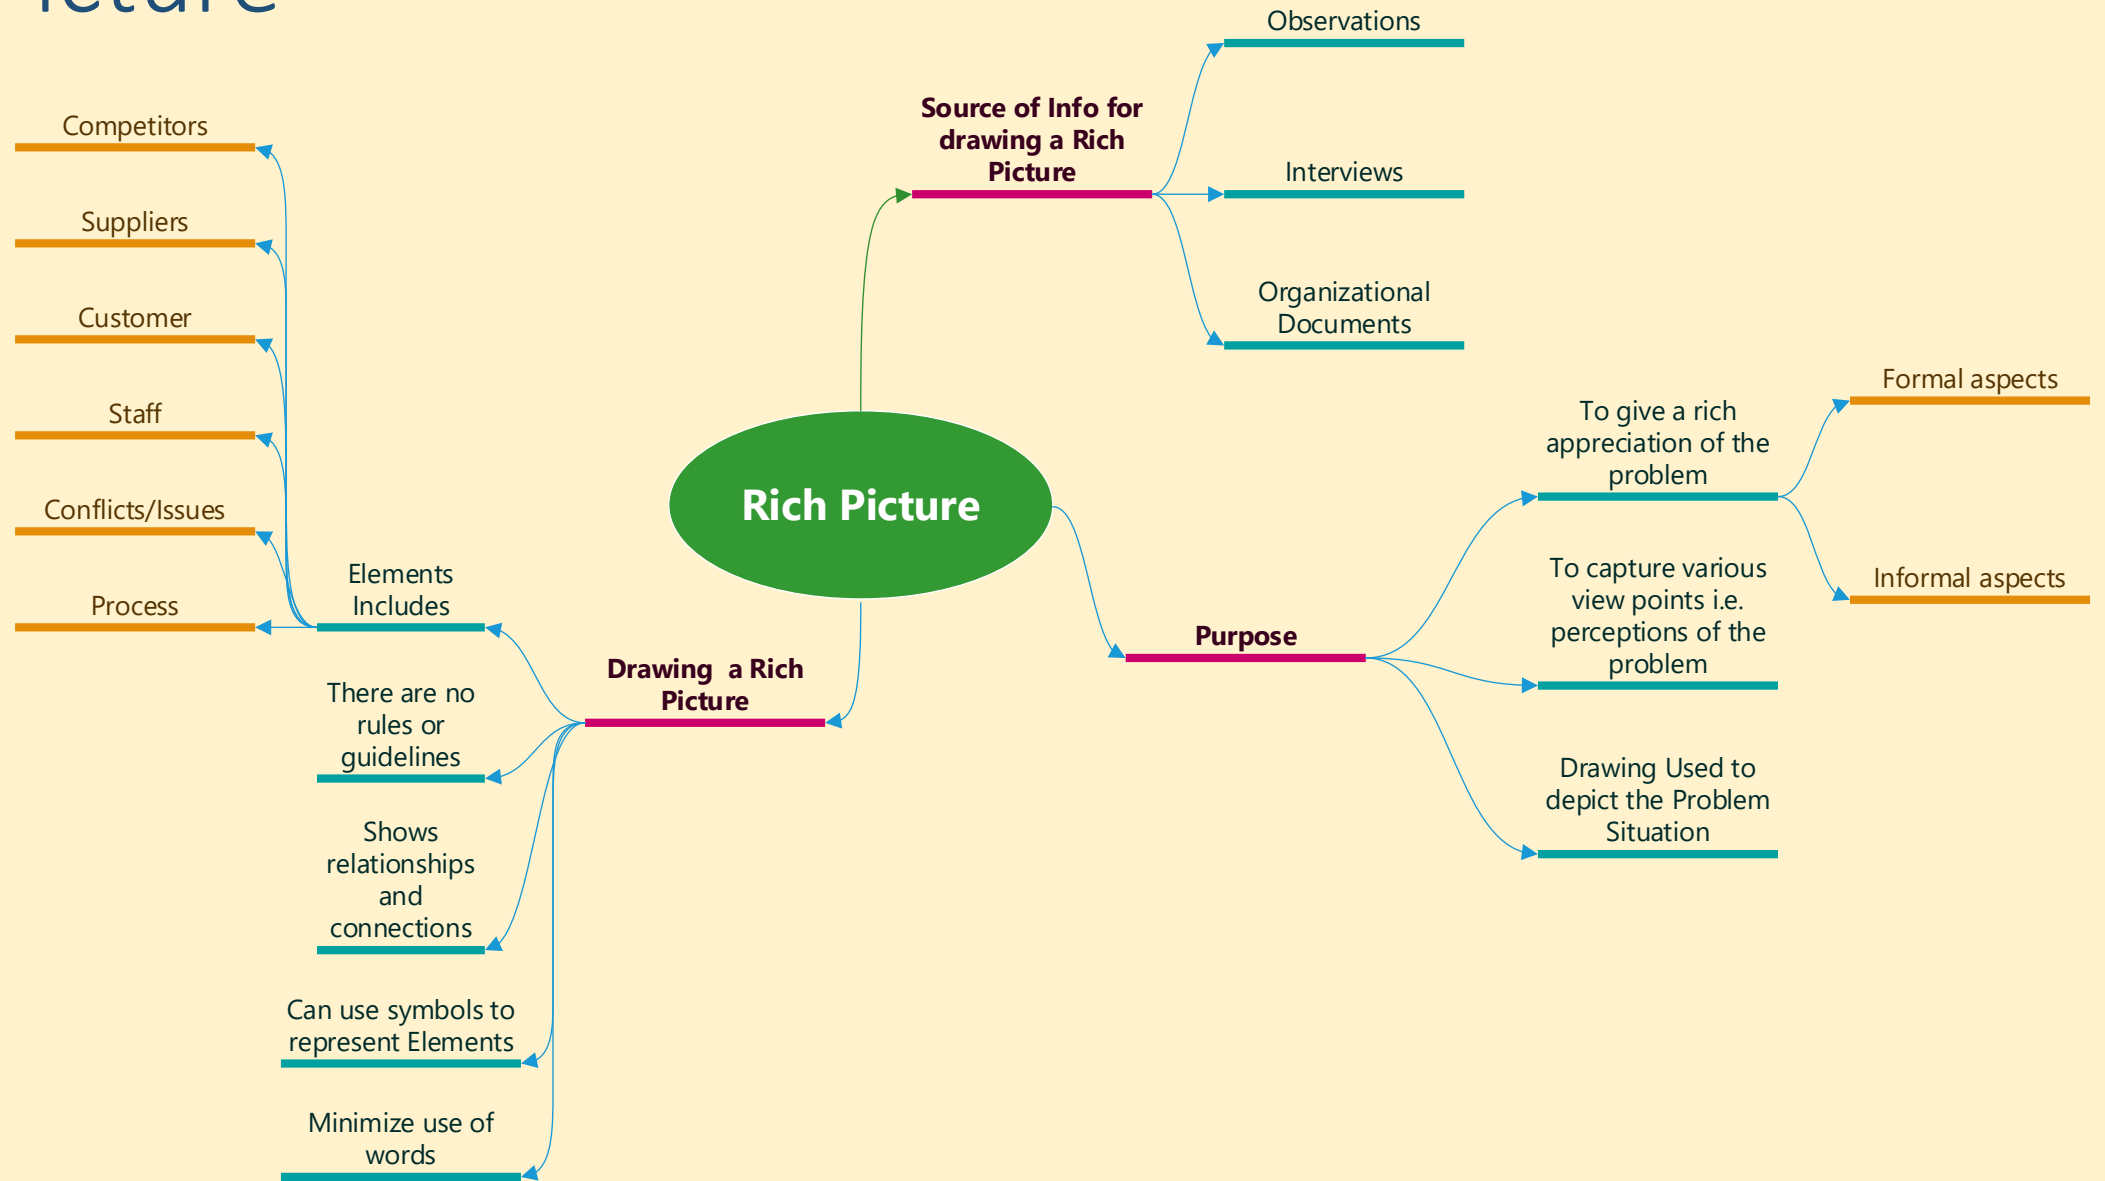 Observations
Source of Info for
drawing a Rich
Picture
Interviews
Organizational
Documents
Competitors
Suppliers
Customer
Staff
Conflicts/Issues
Process
Elements
Includes
Rich Picture
Formal aspects
To give a rich
appreciation of the
problem
Informal aspects
To capture various
view points i.e.
perceptions of the
problem
Purpose
Drawing Used to
depict the Problem
Situation
Drawing  a Rich
Picture
There are no
rules or
guidelines
Shows
relationships
and
connections
Can use symbols to
represent Elements
Minimize use of
words